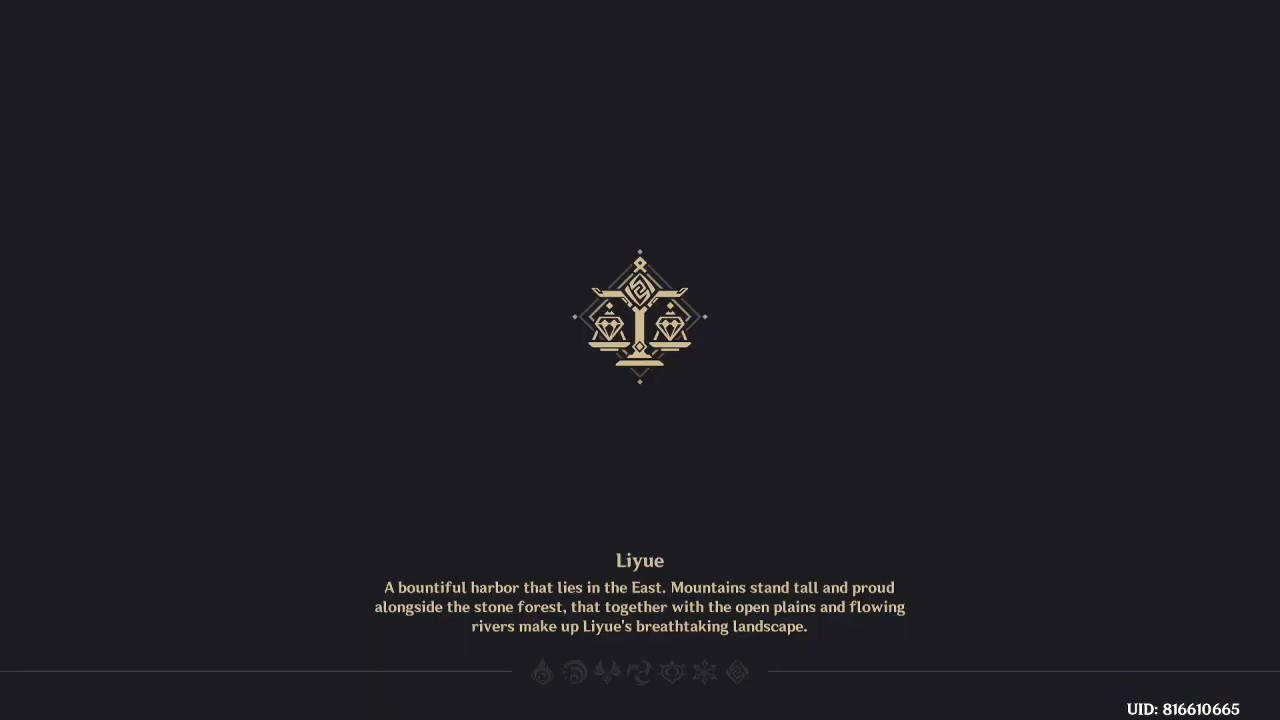 Liyue
A bountiful harbor that lies in the East. Mountains stand tall and proud
alongside the stone forest, that together with the open plains and flowing
rivers make up Liyue's breathtaking landscape.
UID: 816610665